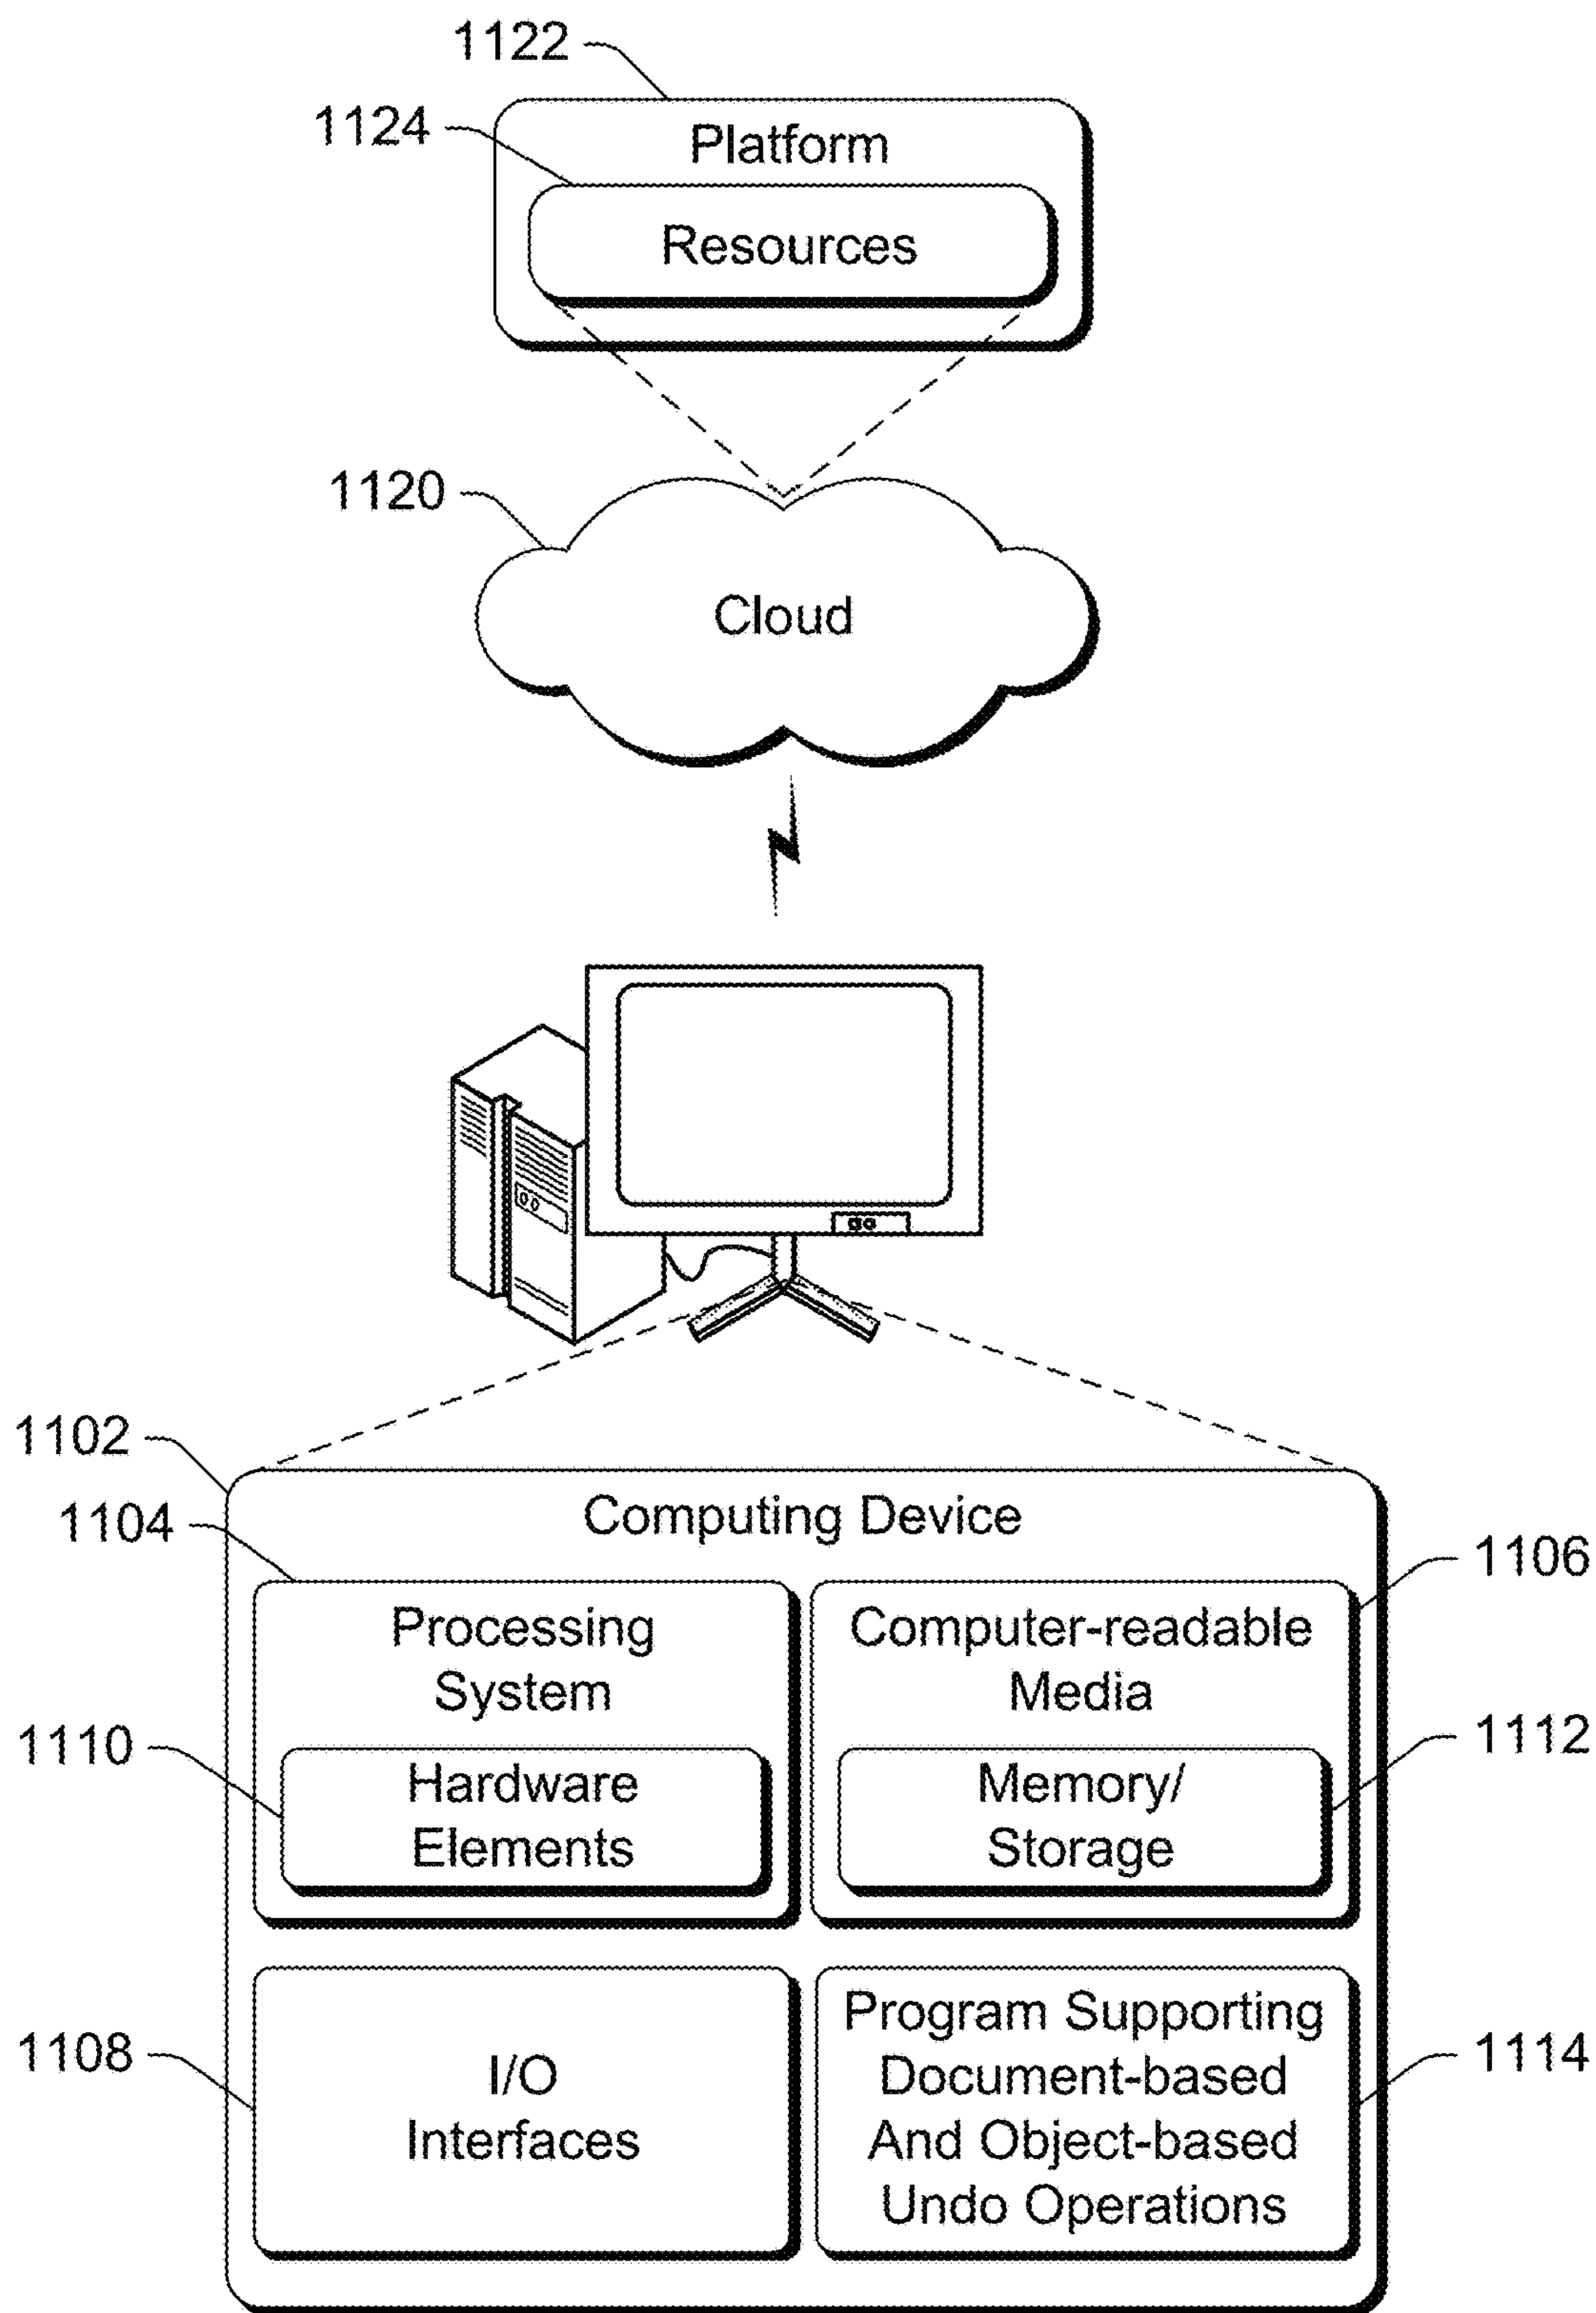 1122
1124
Platform
Resources
1120
Cloud
1102
Computing Device
1104
1106
Processing
System
Computer-readable
Media
1110
1112
Hardware
Elements
Memory/
Storage
1108
I/O
Interfaces
Program Supporting
Document-based
And Object-based
Undo Operations
1114